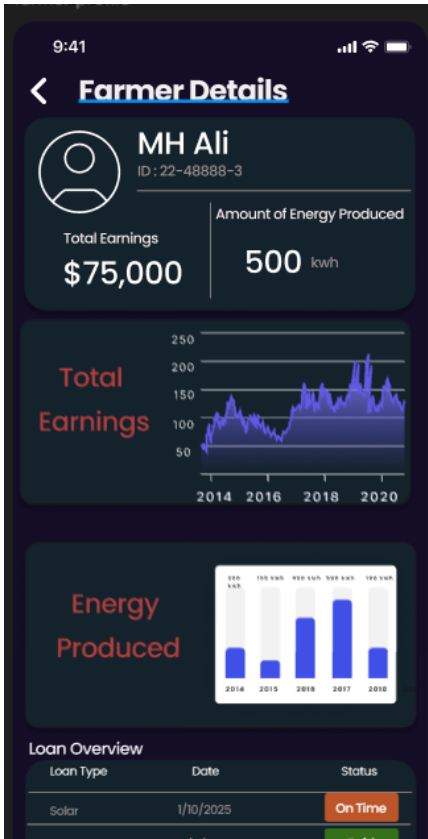 9:41
Farmer Details
MH Ali
ID : 22-48888-3
Total Earnings
$75,000
Amount of Energy Produced
500 kwh
Total
Earnings
250
200
150
100
50
2014 2016 2018 2020
Energy
Produced
2014 2015 2016 2017 2018
Loan Overview
Loan Type Date Status
Solar 1/10/2025 On Time